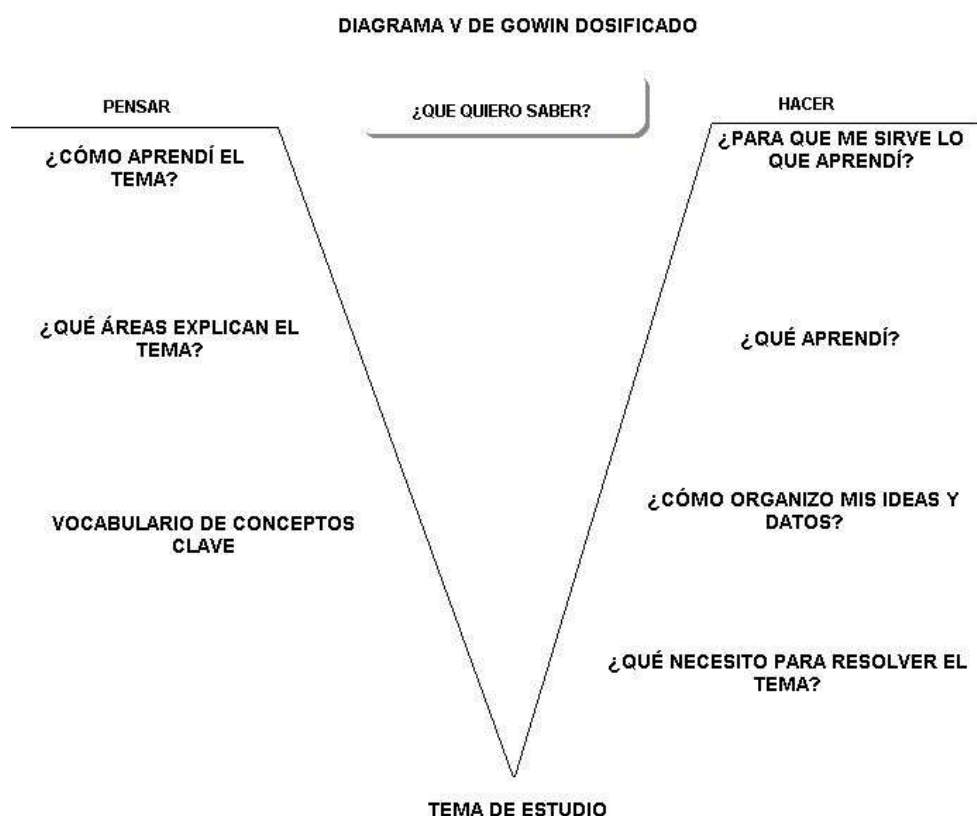 DIAGRAMA V DE GOWIN DOSIFICADO
PENSAR
¿QUE QUIERO SABER?
HACER
¿CÓMO APRENDÍ EL
TEMA?
¿PARA QUE ME SIRVE LO
QUE APRENDÍ?
¿QUÉ ÁREAS EXPLICAN EL
TEMA?
¿QUÉ APRENDÍ?
VOCABULARIO DE CONCEPTOS
CLAVE
¿CÓMO ORGANIZO MIS IDEAS Y
DATOS?
¿QUÉ NECESITO PARA RESOLVER EL
TEMA?
TEMA DE ESTUDIO